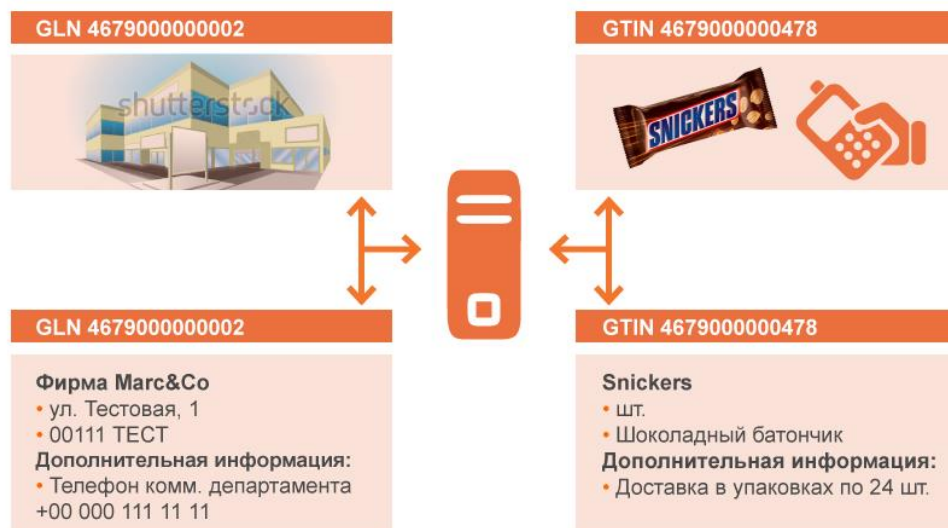 GLN 4679000000002
shutterstock
GTIN 4679000000478
SNICKERS
GLN 4679000000002
Фирма Marc&Co
• ул. Тестовая, 1
• 00111 ТЕСТ
Дополнительная информация:
• Телефон комм. департамента
+00 000 111 11 11
GTIN 4679000000478
Snickers
• шт.
• Шоколадный батончик
Дополнительная информация:
• Доставка в упаковках по 24 шт.